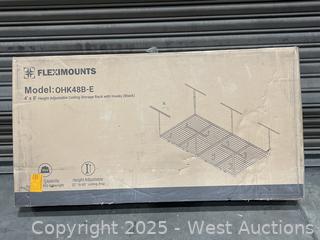 FLEXIMOUNTS
Model: OHK48B-E
4' x 8' Height Adjustable Ceiling Storage Rack with Hooks (Black)
Capacity
Height Adjustable
Copyright 2025 - West Auctions